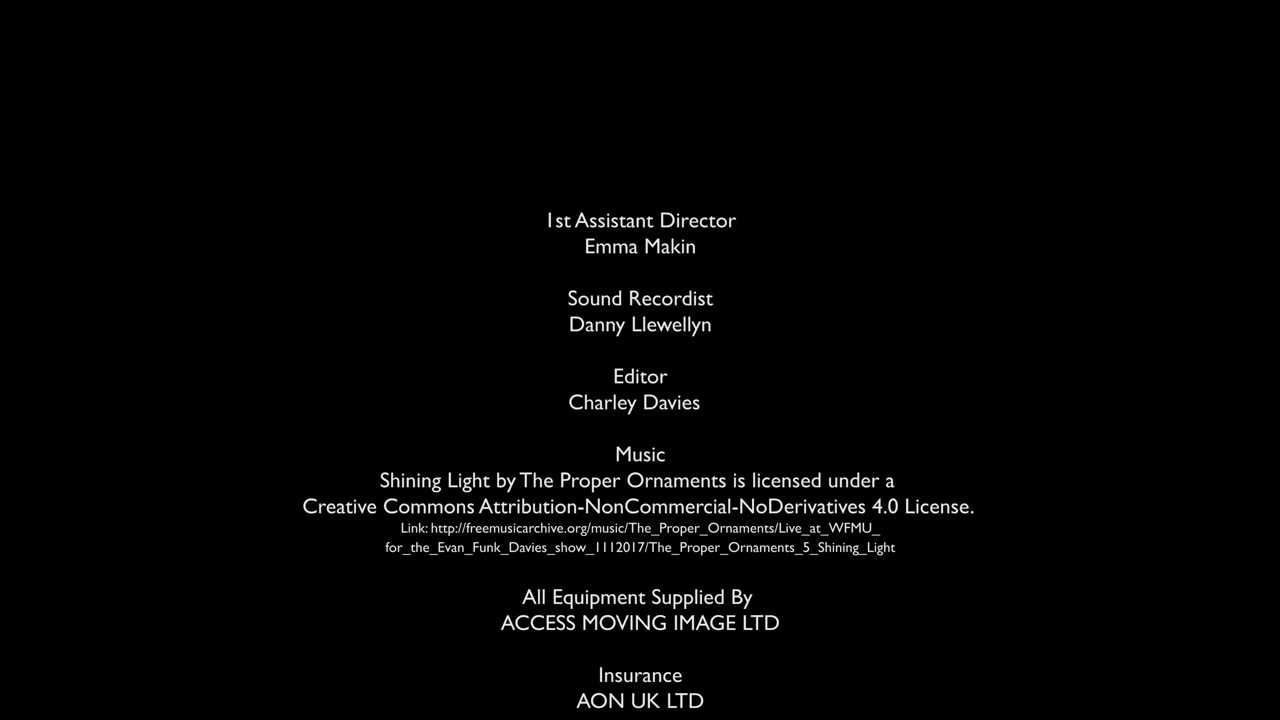 1st Assistant Director
Emma Makin
Sound Recordist
Danny Llewellyn
Editor
Charley Davies
Music
Shining Light by The Proper Ornaments is licensed under a
Creative Commons Attribution-NonCommercial-NoDerivatives 4.0 License.
Link: http://freemusicarchive.org/music/The_Proper_Ornaments/Live_at_WFMU_
for_the_Evan_Funk_Davies_show_1112017/The_Proper_Ornaments_5_Shining_Light
All Equipment Supplied By
ACCESS MOVING IMAGE LTD
Insurance
AON UK LTD